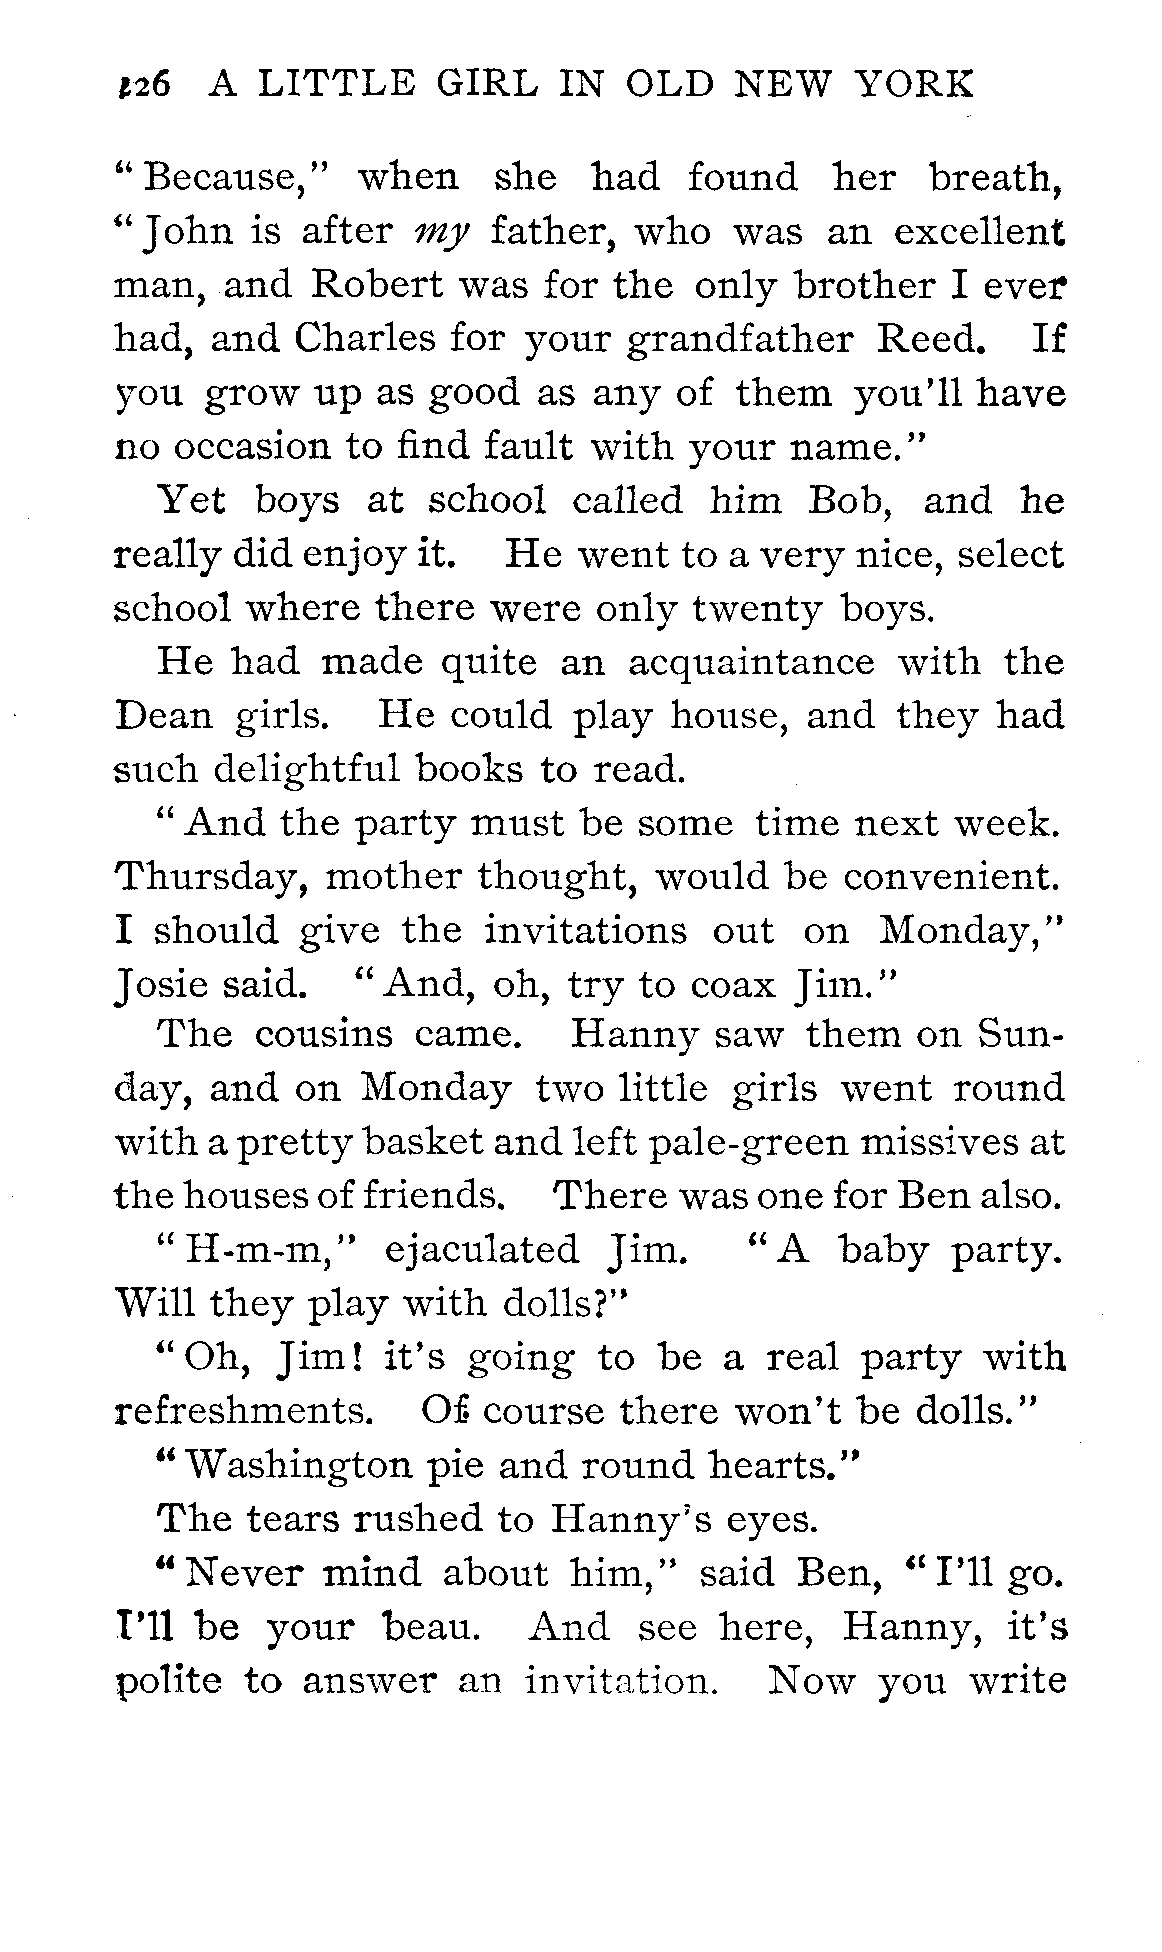 126 A LITTLE GIRL IN OLD NEW YORK
“ Because,” when she had found her breath,
“ John is after my father, who was an excellent
man, and Robert was for the only brother I ever
had, and Charles for your grandfather Reed. If
you grow up as good as any of them you’ll have
no occasion to find fault with your name.”
Yet boys at school called him Bob, and he
really did enjoy it. He went to a very nice, select
school where there were only twenty boys.
He had made quite an acquaintance with the
Dean girls. He could play house, and they had
such delightful books to read.
“ And the party must be some time next week.
Thursday, mother thought, would be convenient.
I should give the invitations out on Monday,”
Josie said. “ And, oh, try to coax Jim.”
The cousins came. Hanny saw them on Sun-
day, and on Monday two little girls went round
with a pretty basket and left pale-green missives at
the houses of friends. There was one for Ben also.
“ H-m-m,” ejaculated Jim. “ A baby party.
Will they play with dolls?”
“ Oh, Jim! it’s going to be a real party with
refreshments. Of course there won’t be dolls.”
“ Washington pie and round hearts.”
The tears rushed to Hanny’s eyes.
“ Never mind about him,” said Ben, “ I’ll go.
I’ll be your beau. And see here, Hanny, it’s
polite to answer an invitation. Now you write